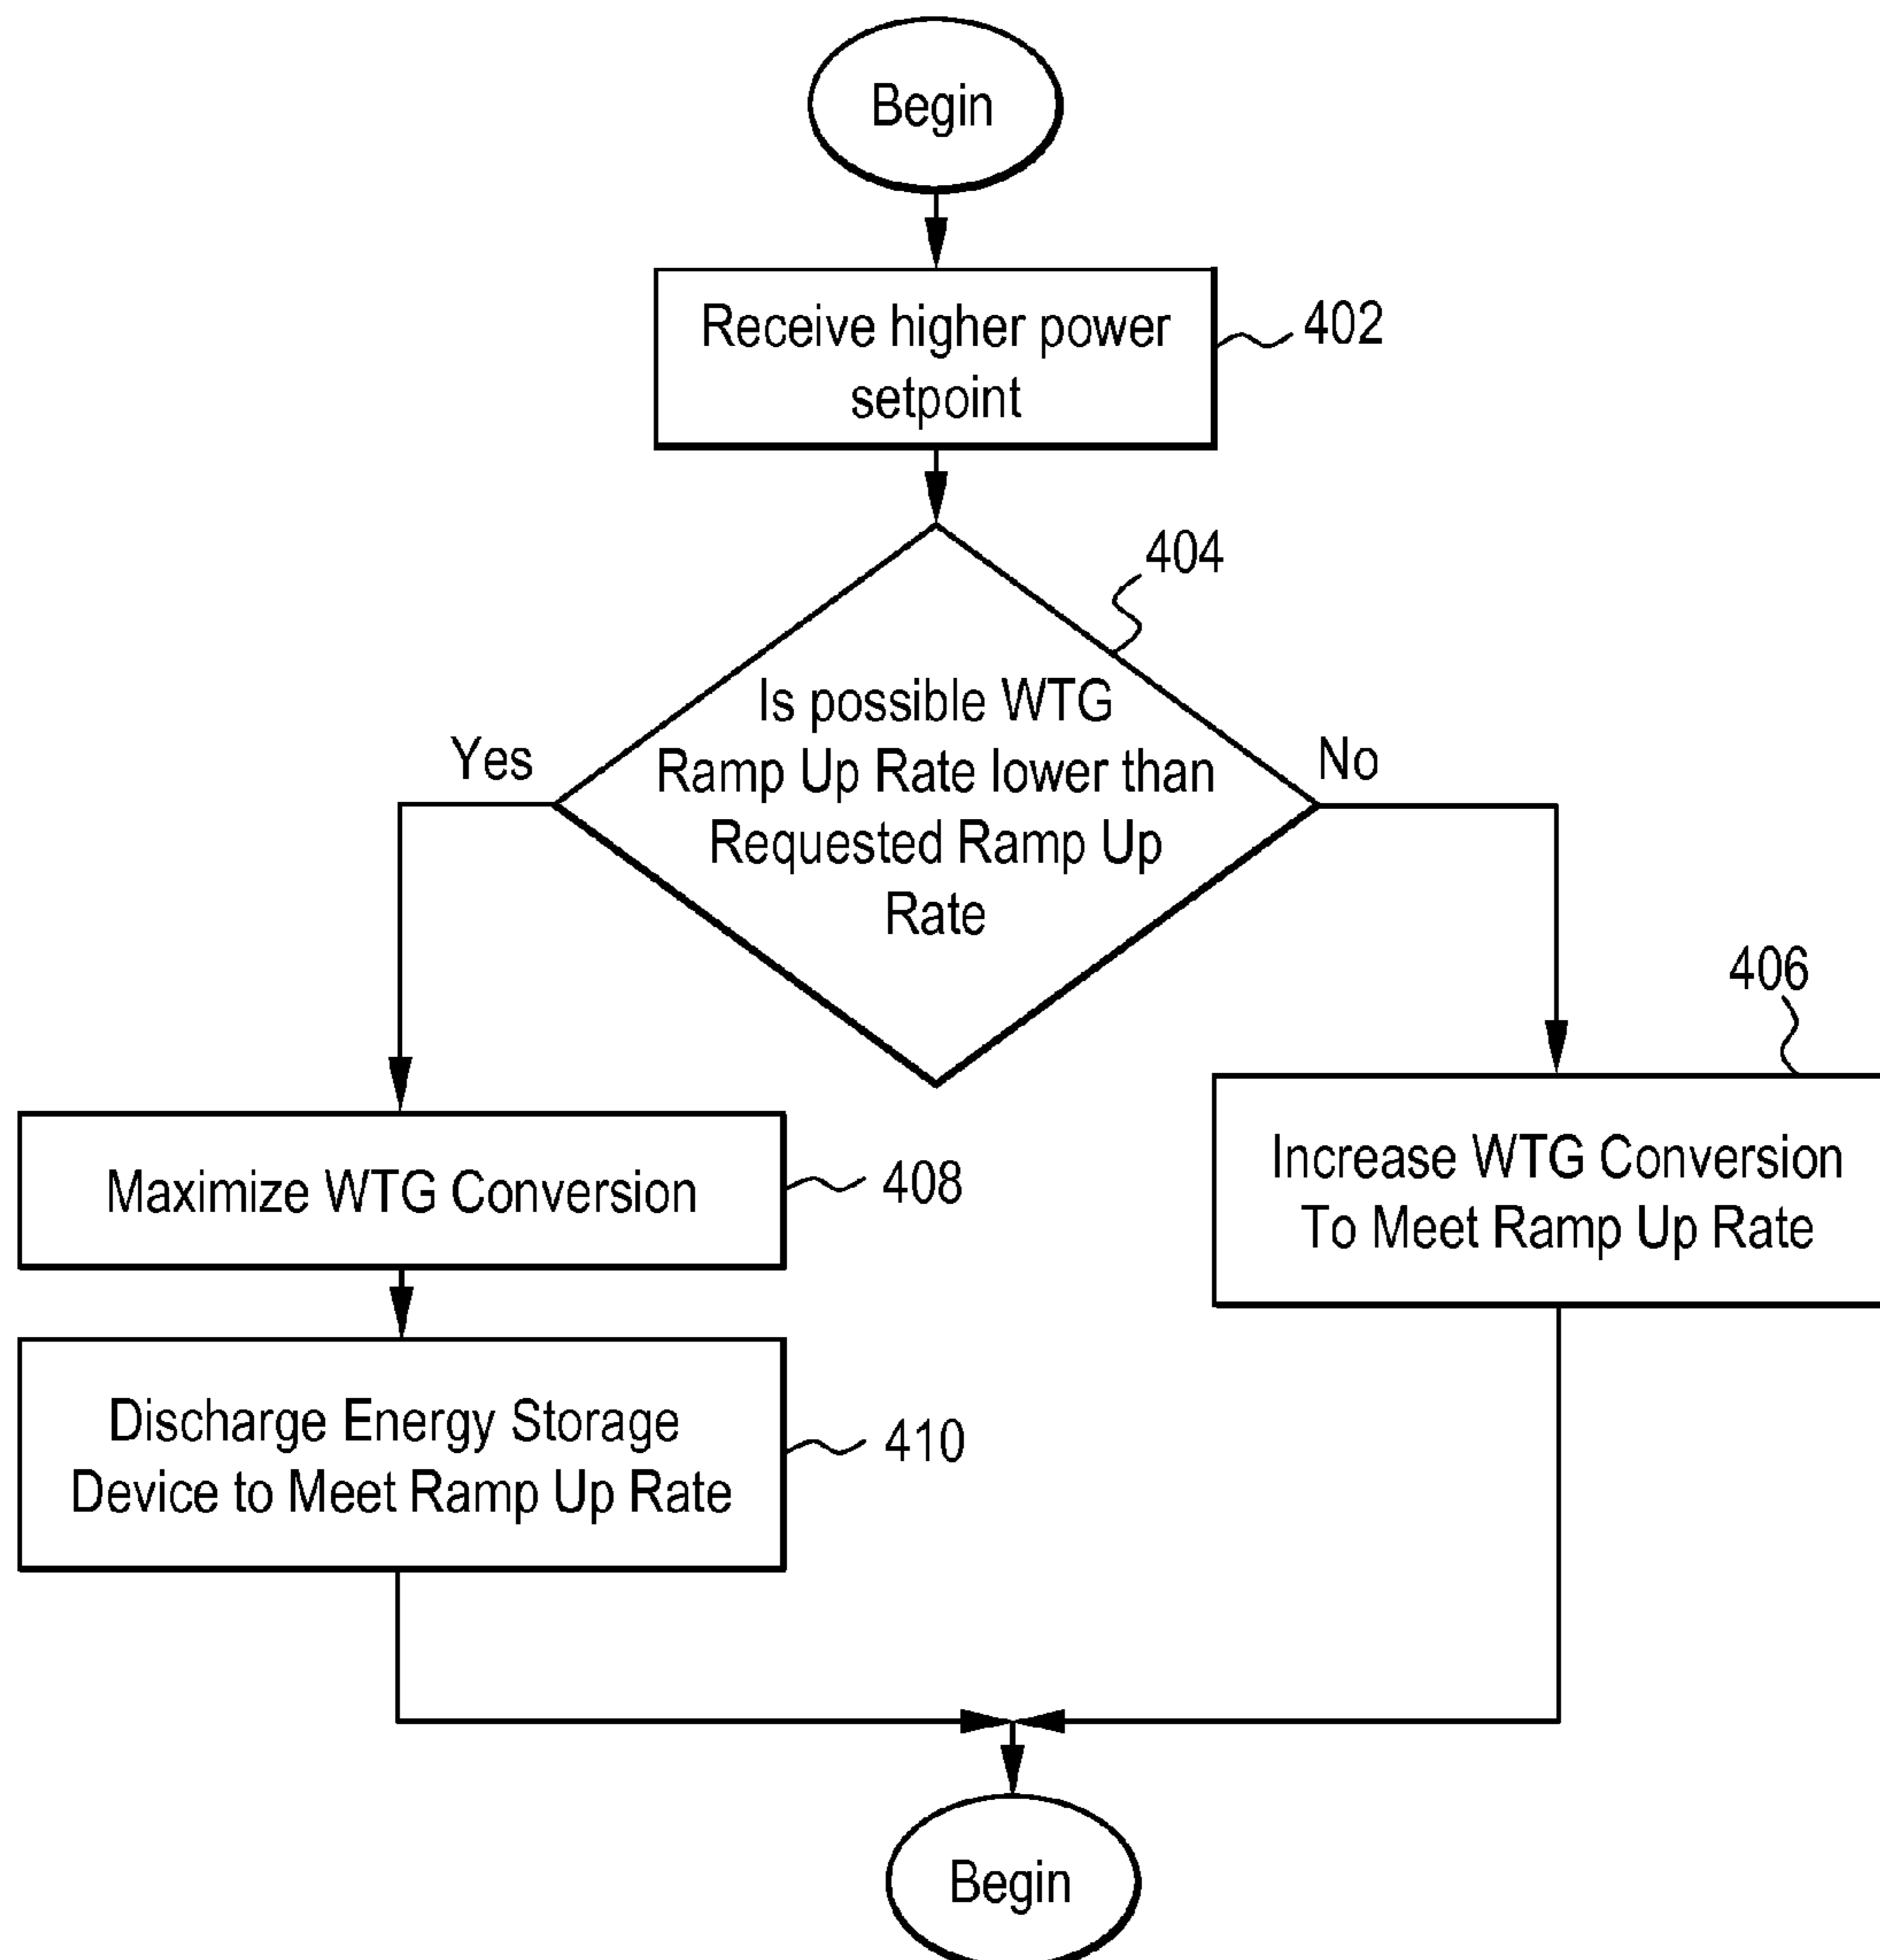 Begin
Receive higher power
setpoint
402
404
Is possible WTG
Ramp Up Rate lower than
Requested Ramp Up
Rate
Yes
No
406
Maximize WTG Conversion
408
Increase WTG Conversion
To Meet Ramp Up Rate
Discharge Energy Storage
Device to Meet Ramp Up Rate
410
Begin